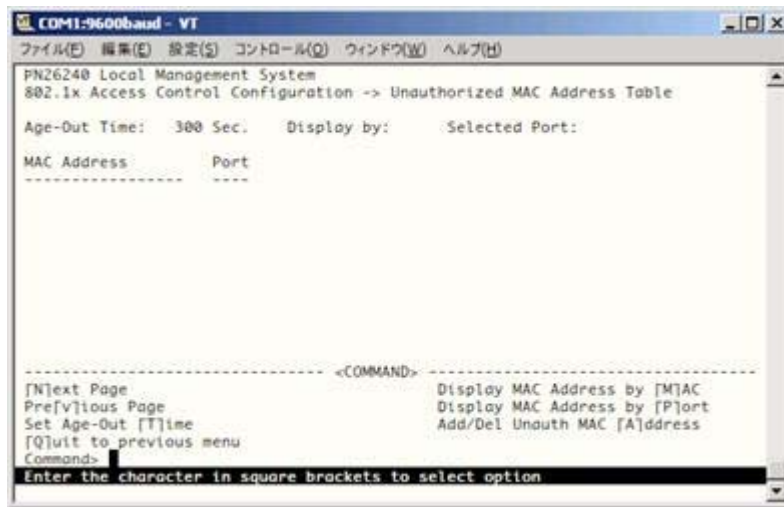 COM1:9600baud - VT
ファイル(F) 編集(E) 設定(S) コントロール(O) ウィンドウ(W) ヘルプ(H)
PN26240 Local Management System
802.1x Access Control Configuration -> Unauthorized MAC Address Table
Age-Out Time: 300 Sec. Display by: Selected Port:
MAC Address Port
----------------- ----
-------------------------------- <COMMAND> -----------------------------------
[N]ext Page Display MAC Address by [M]AC
Pre[v]ious Page Display MAC Address by [P]ort
Set Age-Out [T]ime Add/Del Unauth MAC [A]ddress
[Q]uit to previous menu
Command>
Enter the character in square brackets to select option